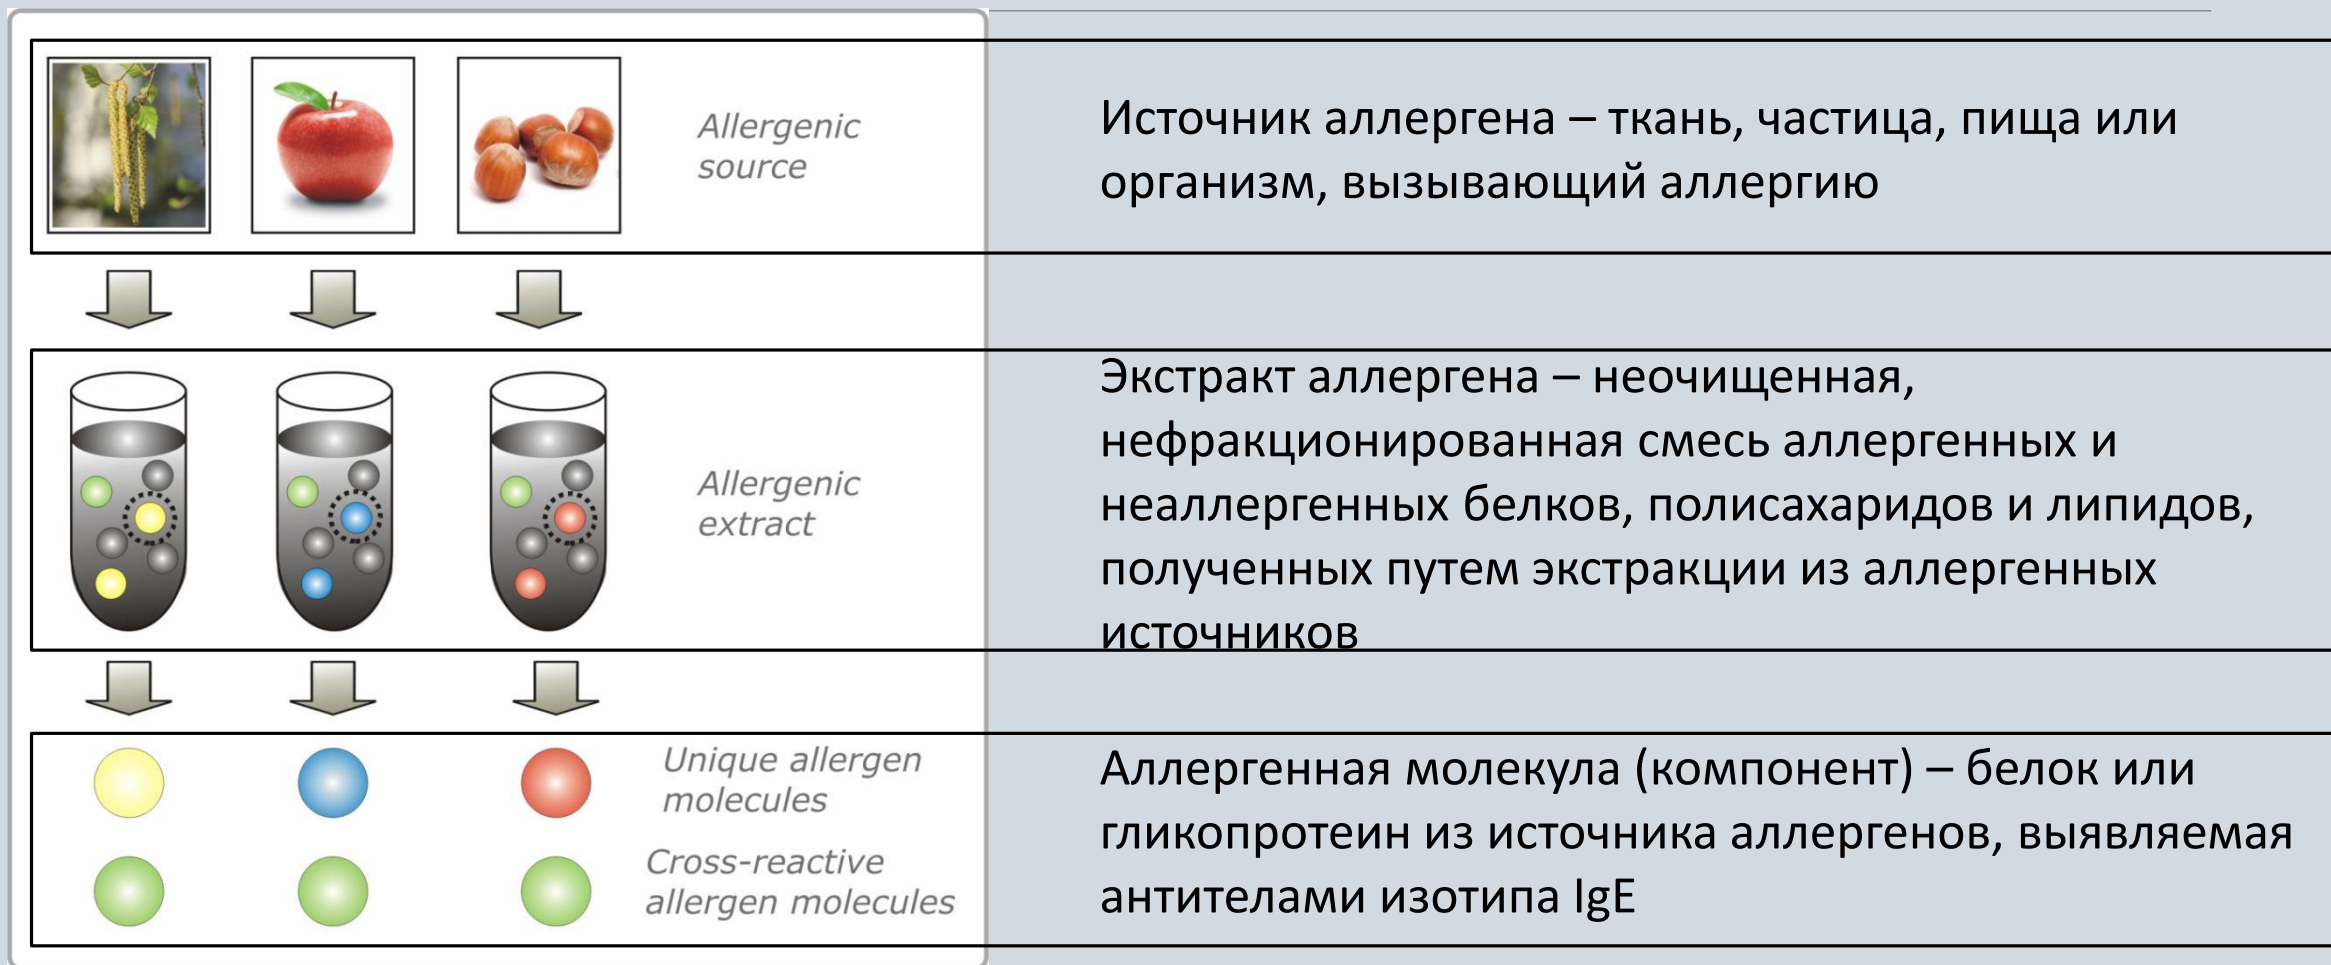 Allergenic
source
Источник аллергена – ткань, частица, пища или
организм, вызывающий аллергию
Allergenic
extract
Экстракт аллергена – неочищенная,
нефракционированная смесь аллергенных и
неаллергенных белков, полисахаридов и липидов,
полученных путем экстракции из аллергенных
источников
Unique allergen
molecules
Cross-reactive
allergen molecules
Аллергенная молекула (компонент) – белок или
гликопротеин из источника аллергенов, выявляемая
антителами изотипа IgE